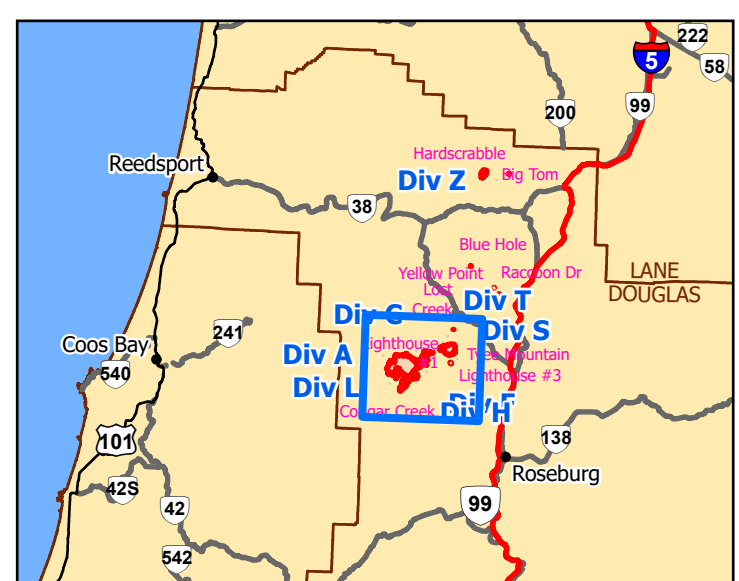 222
5
58
99
200
Hardscrabble
Big Tom
Reedsport
Div Z
38
Blue Hole
Yellow Point
Raccoon Dr
LANE
DOUGLAS
Lost
Creek
Div T
Div S
241
Coos Bay
Lighthouse
#1
Tyee Mountain
Div A
540
Lighthouse #3
Div L
Cougar Creek
Div H
101
138
Roseburg
42S
42
99
542